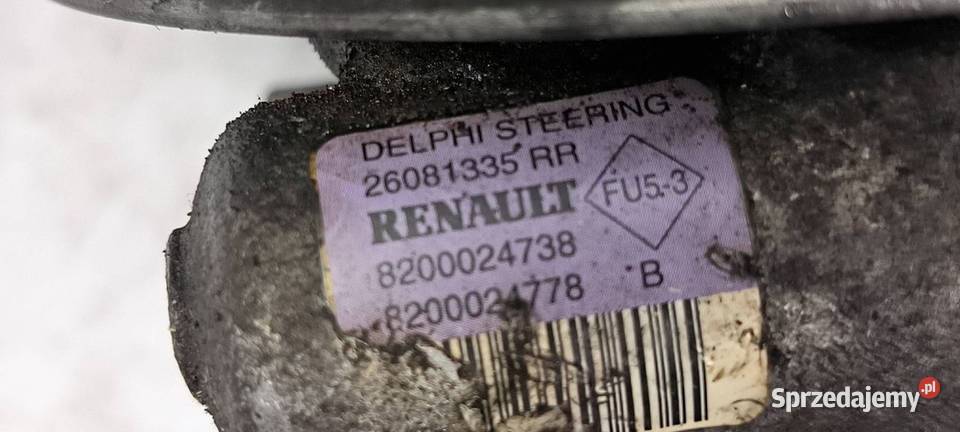 DELPHI STEERING
26081335 RR
RENAULT
FU5.-3
8200024738
8200024778 B
Sprzedajemy.pl